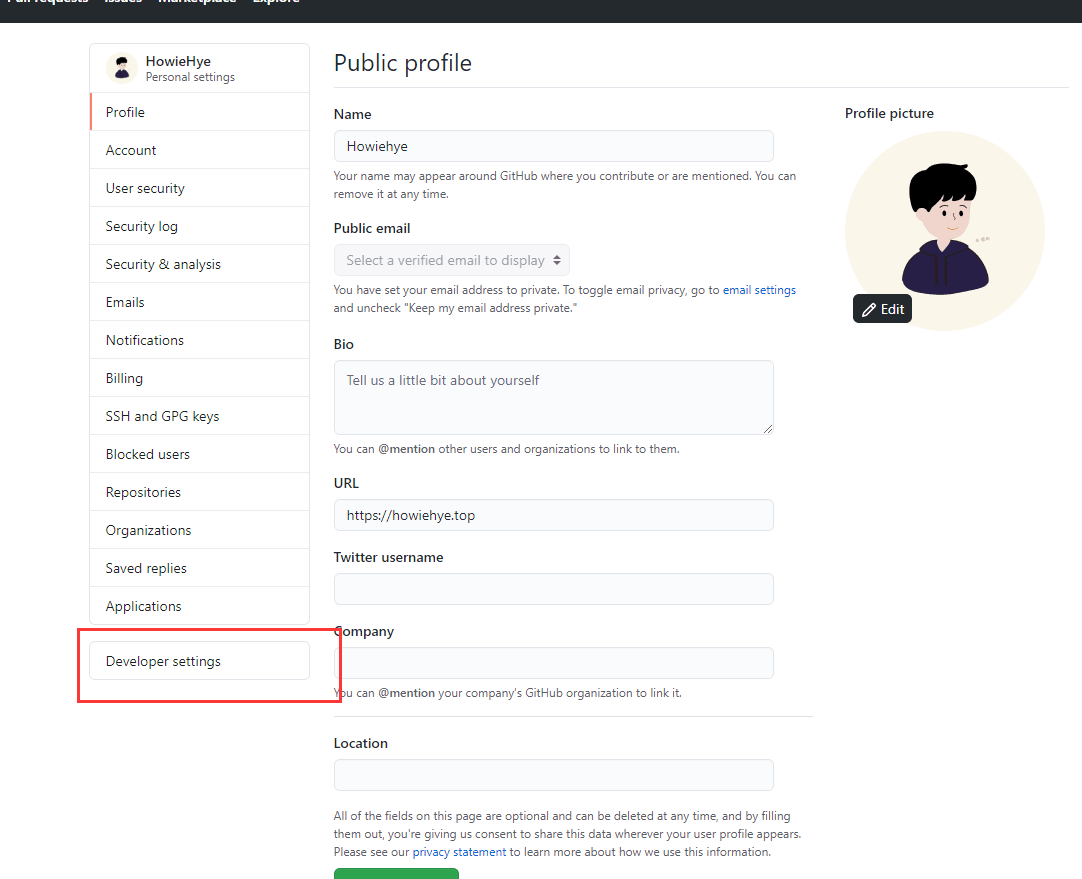 Pull requests Issues Marketplace Explore
HowieHye
Personal settings
Profile
Account
User security
Security log
Security & analysis
Emails
Notifications
Billing
SSH and GPG keys
Blocked users
Repositories
Organizations
Saved replies
Applications
Developer settings
Public profile
Name
Howiehye
Your name may appear around GitHub where you contribute or are mentioned. You can
remove it at any time.
Public email
Select a verified email to display
You have set your email address to private. To toggle email privacy, go to email settings
and uncheck "Keep my email address private."
Bio
Tell us a little bit about yourself
You can @mention other users and organizations to link to them.
URL
https://howiehye.top
Twitter username
Company
You can @mention your company's GitHub organization to link it.
Location
All of the fields on this page are optional and can be deleted at any time, and by filling
them out, you're giving us consent to share this data wherever your user profile appears.
Please see our privacy statement to learn more about how we use this information.
Profile picture
Edit